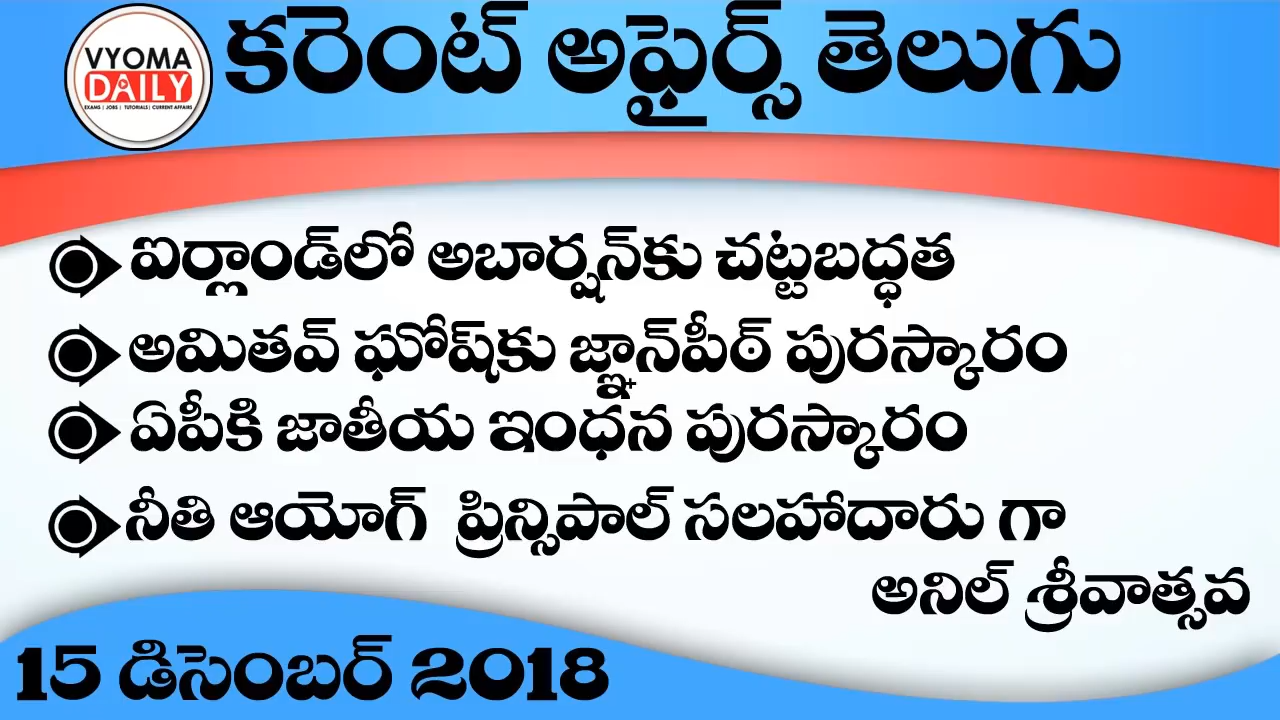 VYOMA
DAILY
EXAMS | JOBS | TUTORIALS | CURRENT AFFAIRS
కరెంట్ అఫైర్స్ తెలుగు
ఐర్లాండ్‌లో అబార్షన్‌కు చట్టబద్ధత
అమితవ్ ఘోష్‌కు జ్ఞాన్‌పీఠ్ పురస్కారం
ఏపీకి జాతీయ ఇంధన పురస్కారం
నీతి ఆయోగ్ ప్రిన్సిపాల్ సలహాదారు గా
అనిల్ శ్రీవాత్సవ
15 డిసెంబర్ 2018